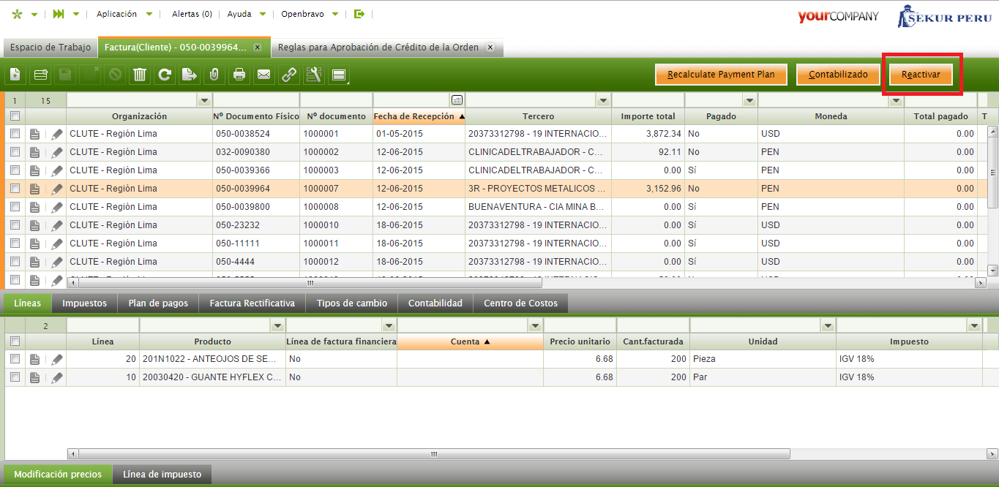 Aplicación Alertas (0) Ayuda Openbravo yourCOMPANY SEKUR PERU
Espacio de Trabajo Factura(Cliente) - 050-0039964... Reglas para Aprobación de Crédito de la Orden
Recalculate Payment Plan Contabilizado Reactivar
1 15
Organización Nº Documento Físico Nº documento Fecha de Recepción Tercero Importe total Pagado Moneda Total pagado T
CLUTE - Región Lima 050-0038524 1000001 01-05-2015 20373312798 - 19 INTERNACIO... 3,872.34 No USD 0.00
CLUTE - Región Lima 032-0090380 1000002 12-06-2015 CLINICADELTRABAJADOR - C... 92.11 No PEN 0.00
CLUTE - Región Lima 050-0039366 1000003 12-06-2015 CLINICADELTRABAJADOR - C... 0.00 Sí PEN 0.00
CLUTE - Región Lima 050-0039964 1000007 12-06-2015 3R - PROYECTOS METALICOS ... 3,152.96 No PEN 0.00
CLUTE - Región Lima 050-0039800 1000008 12-06-2015 BUENAVENTURA - CIA MINA B... 0.00 Sí PEN 0.00
CLUTE - Región Lima 050-23232 1000010 18-06-2015 20373312798 - 19 INTERNACIO... 0.00 Sí USD 0.00
CLUTE - Región Lima 050-11111 1000011 18-06-2015 20373312798 - 19 INTERNACIO... 0.00 Sí USD 0.00
CLUTE - Región Lima 050-4444 1000012 18-06-2015 20373312798 - 19 INTERNACIO... 0.00 Sí USD 0.00
Líneas Impuestos Plan de pagos Factura Rectificativa Tipos de cambio Contabilidad Centro de Costos
2
Línea Producto Línea de factura financiera Cuenta Precio unitario Cant.facturada Unidad Impuesto
20 201N1022 - ANTEOJOS DE SE... No 6.68 200 Pieza IGV 18%
10 20030420 - GUANTE HYFLEX C... No 6.68 200 Par IGV 18%
Modificación precios Línea de impuesto